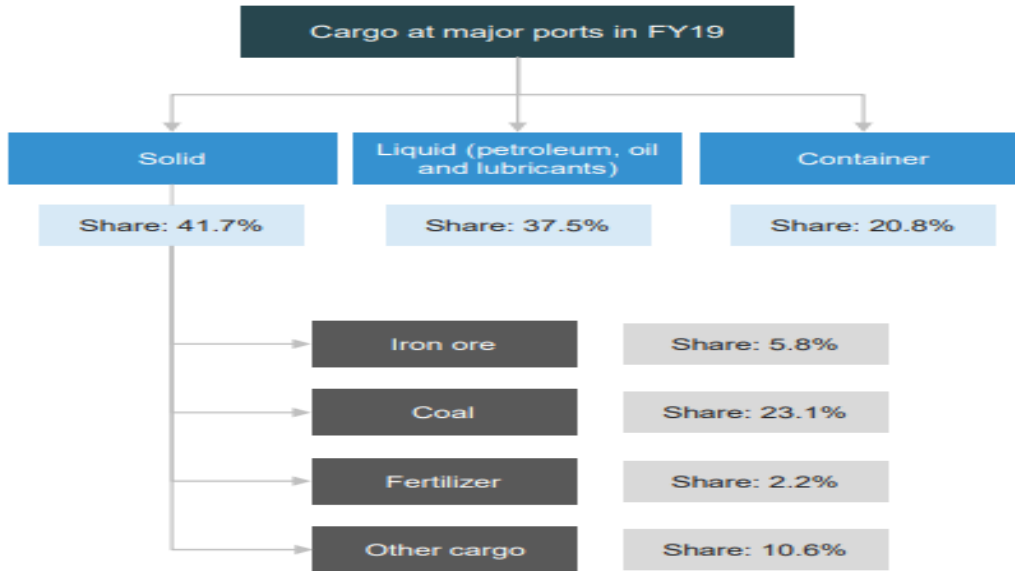 Cargo at major ports in FY19
Solid
Liquid (petroleum, oil
and lubricants)
Container
Share: 41.7%
Share: 37.5%
Share: 20.8%
Iron ore
Share: 5.8%
Coal
Share: 23.1%
Fertilizer
Share: 2.2%
Other cargo
Share: 10.6%